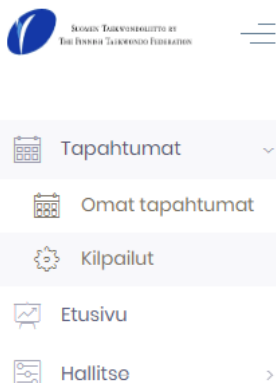 SUOMEN TAEKWONDOLIITTO RY
THE FINNISH TAEKWONDO FEDERATION
Tapahtumat
Omat tapahtumat
Kilpailut
Etusivu
Hallitse